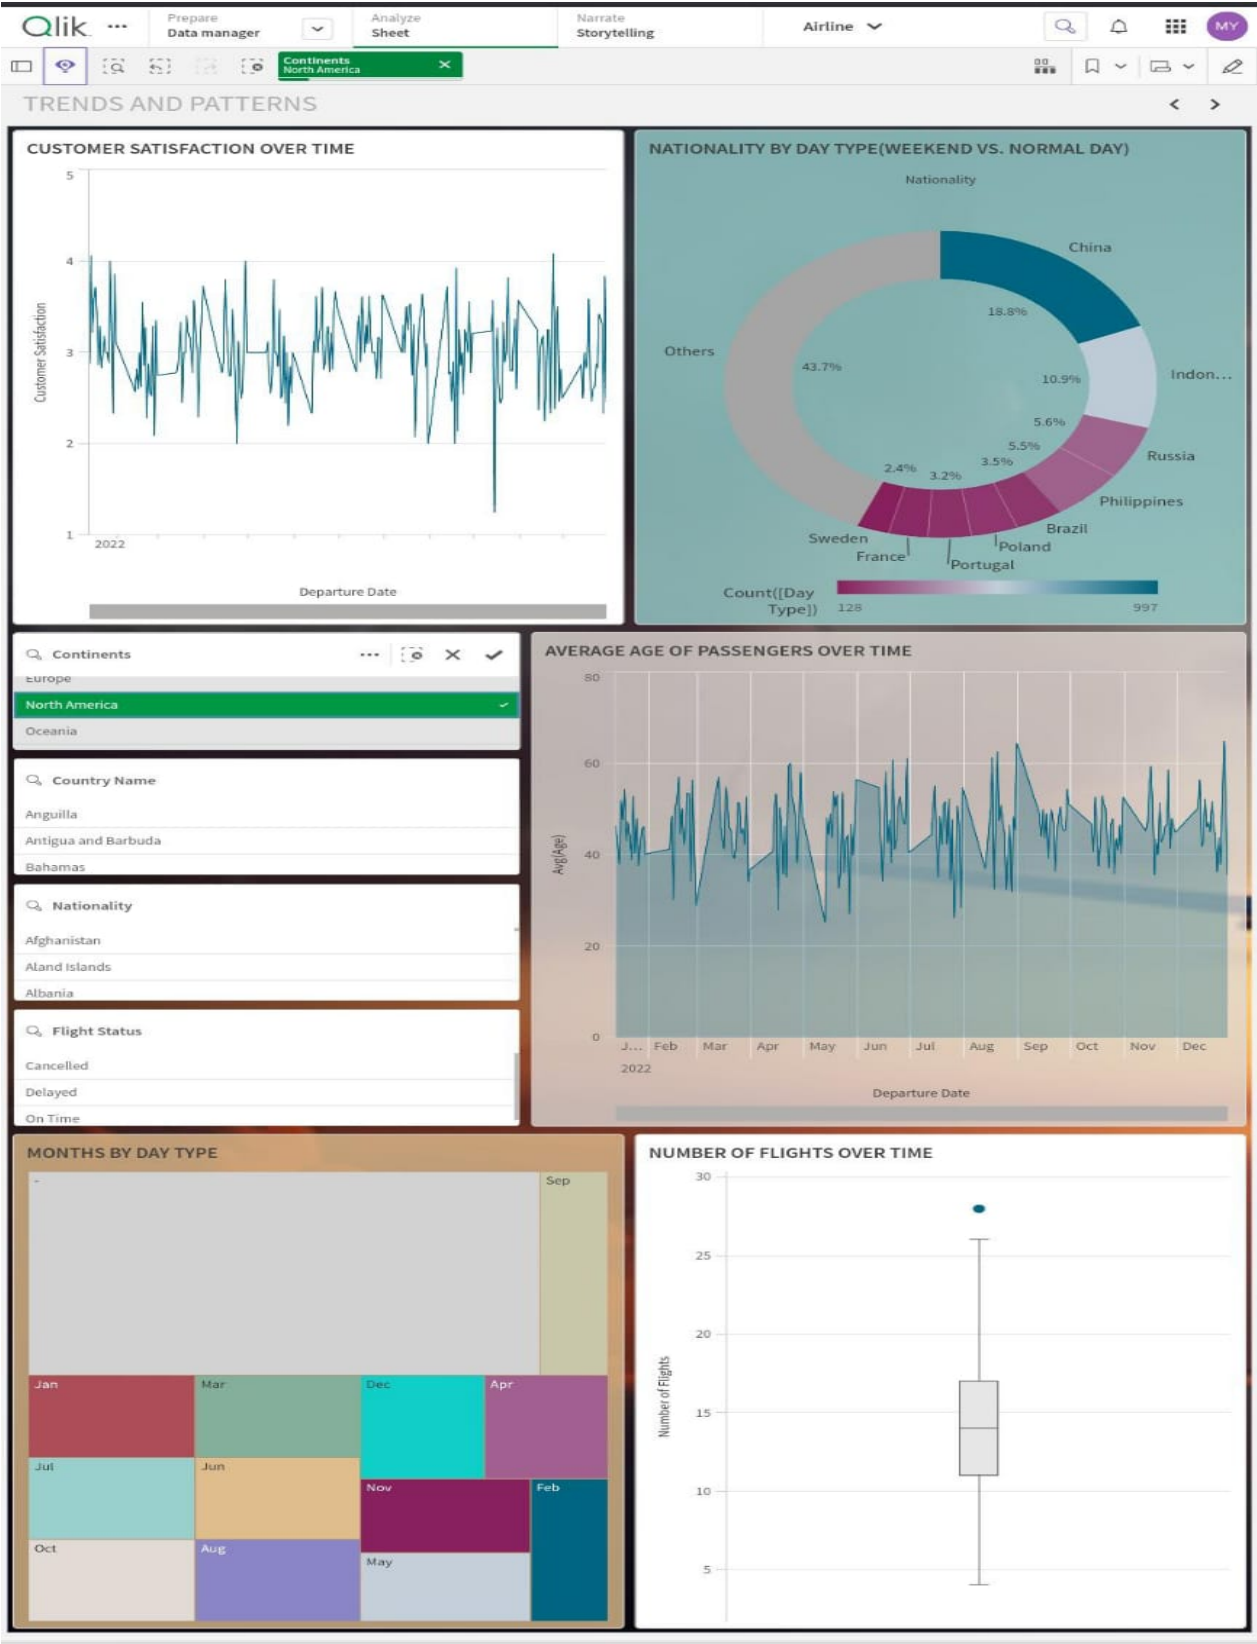 Qlik
Prepare
Data manager
Analyze
Sheet
Narrate
Storytelling
Airline
MY
Continents
North America
TRENDS AND PATTERNS
CUSTOMER SATISFACTION OVER TIME
5
4
3
2
1
Customer Satisfaction
2022
Departure Date
NATIONALITY BY DAY TYPE(WEEKEND VS. NORMAL DAY)
Nationality
China
18.8%
Others
43.7%
Indon...
10.9%
5.6%
Russia
5.5%
3.5%
2.4%
3.2%
Philippines
Brazil
Sweden
Poland
France
Portugal
Count([Day
Type])
128
997
Continents
Europe
North America
Oceania
Country Name
Anguilla
Antigua and Barbuda
Bahamas
Nationality
Afghanistan
Aland Islands
Albania
Flight Status
Cancelled
Delayed
On Time
AVERAGE AGE OF PASSENGERS OVER TIME
80
60
40
20
0
Avg(Age)
J... Feb Mar Apr May Jun Jul Aug Sep Oct Nov Dec
2022
Departure Date
MONTHS BY DAY TYPE
-
Sep
Jan
Mar
Dec
Apr
Jul
Jun
Nov
Feb
Oct
Aug
May
NUMBER OF FLIGHTS OVER TIME
30
25
20
15
10
5
Number of Flights